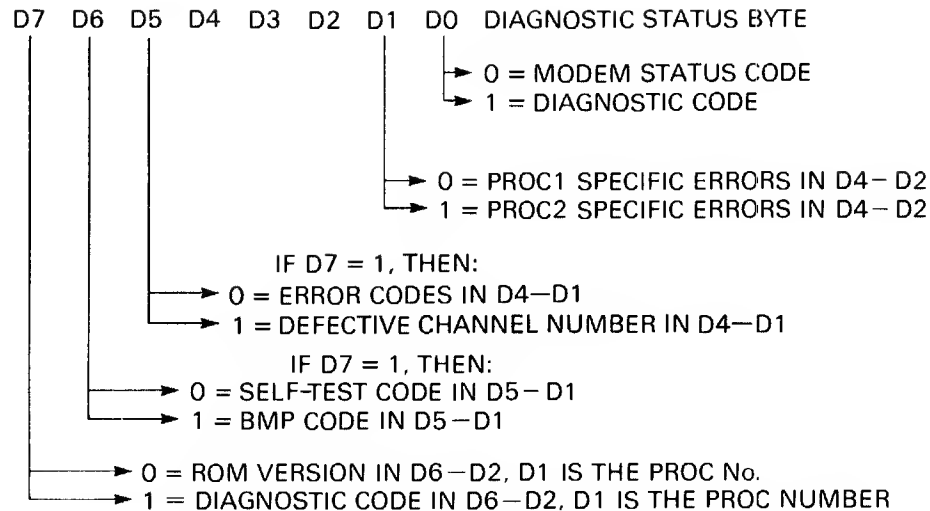 D7 D6 D5 D4 D3 D2 D1 D0 DIAGNOSTIC STATUS BYTE
0 = MODEM STATUS CODE
1 = DIAGNOSTIC CODE
0 = PROC1 SPECIFIC ERRORS IN D4–D2
1 = PROC2 SPECIFIC ERRORS IN D4–D2
IF D7 = 1, THEN:
0 = ERROR CODES IN D4–D1
1 = DEFECTIVE CHANNEL NUMBER IN D4–D1
IF D7 = 1, THEN:
0 = SELF-TEST CODE IN D5–D1
1 = BMP CODE IN D5–D1
0 = ROM VERSION IN D6–D2, D1 IS THE PROC No.
1 = DIAGNOSTIC CODE IN D6–D2, D1 IS THE PROC NUMBER